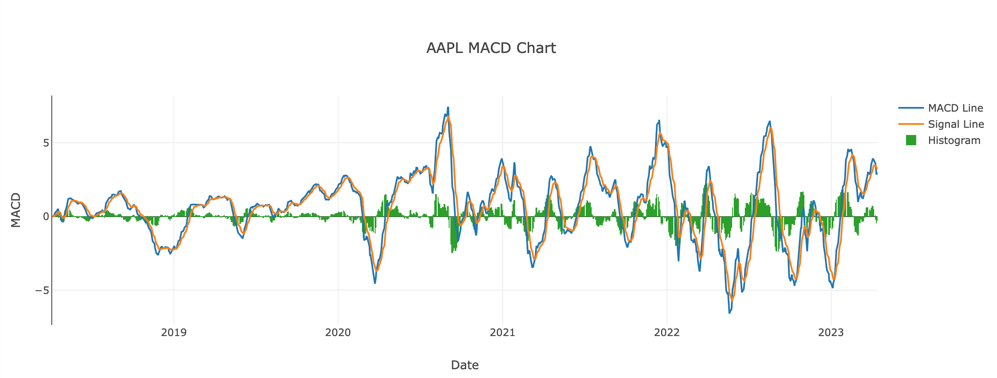 AAPL MACD Chart
MACD Line
Signal Line
Histogram
5
0
−5
MACD
2019
2020
2021
2022
2023
Date